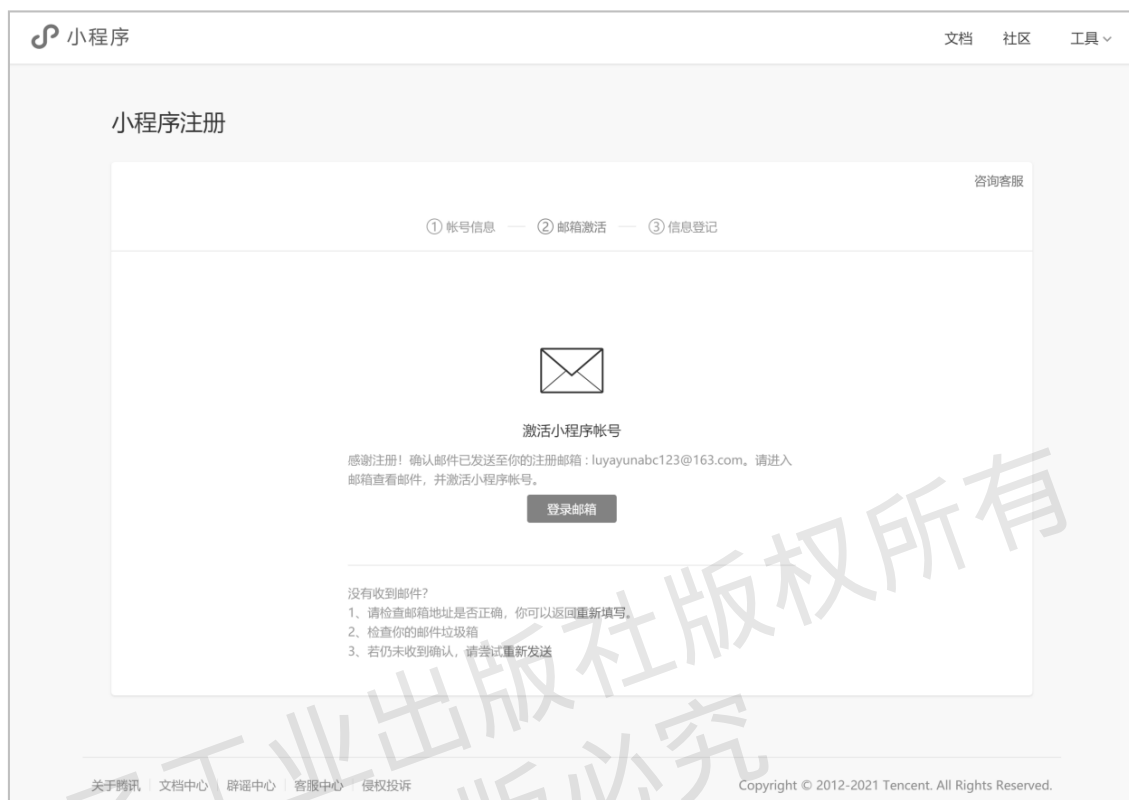 小程序
文档 社区 工具
小程序注册
咨询客服
① 帐号信息 — ② 邮箱激活 — ③ 信息登记
激活小程序帐号
感谢注册！确认邮件已发送至你的注册邮箱 : luyayunabc123@163.com。请进入
邮箱查看邮件，并激活小程序帐号。
登录邮箱
没有收到邮件?
1、请检查邮箱地址是否正确，你可以返回重新填写。
2、检查你的邮件垃圾箱
3、若仍未收到确认，请尝试重新发送
工业出版社版权所有
版必究
关于腾讯 文档中心 辟谣中心 客服中心 侵权投诉
Copyright © 2012-2021 Tencent. All Rights Reserved.